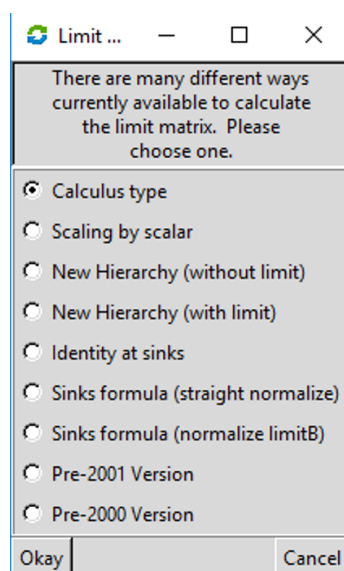 Limit ...
There are many different ways
currently available to calculate
the limit matrix.  Please
choose one.
Calculus type
Scaling by scalar
New Hierarchy (without limit)
New Hierarchy (with limit)
Identity at sinks
Sinks formula (straight normalize)
Sinks formula (normalize limitB)
Pre-2001 Version
Pre-2000 Version
Okay Cancel